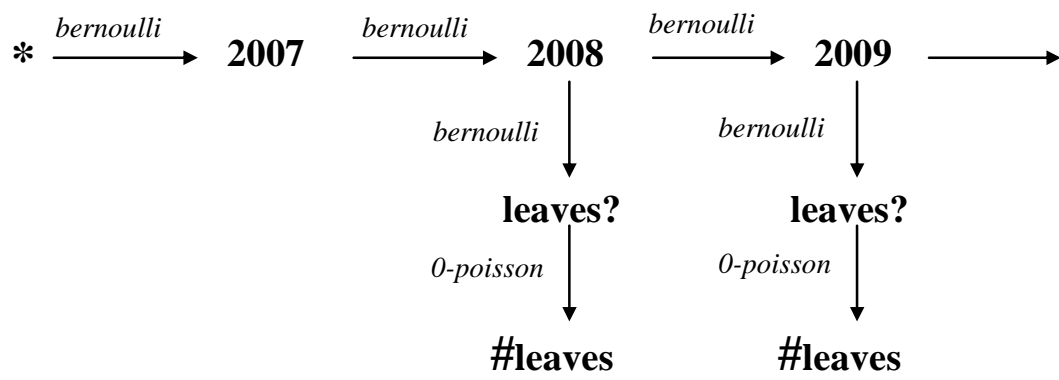 bernoulli bernoulli bernoulli
* 2007 2008 2009
bernoulli bernoulli
leaves? leaves?
0-poisson 0-poisson
#leaves #leaves